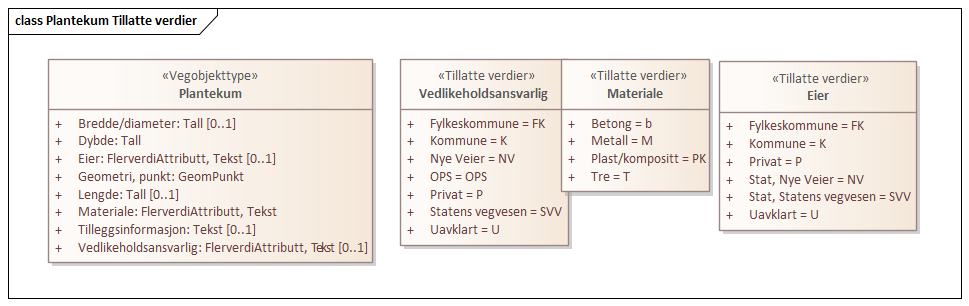 class Plantekum Tillatte verdier
«Vegobjekttype»
Plantekum
+ Bredde/diameter: Tall [0..1]
+ Dybde: Tall
+ Eier: FlerverdiAttributt, Tekst [0..1]
+ Geometri, punkt: GeomPunkt
+ Lengde: Tall [0..1]
+ Materiale: FlerverdiAttributt, Tekst
+ Tilleggsinformasjon: Tekst [0..1]
+ Vedlikeholdsansvarlig: FlerverdiAttributt, Tekst [0..1]
«Tillatte verdier»
Vedlikeholdsansvarlig
+ Fylkeskommune = FK
+ Kommune = K
+ Nye Veier = NV
+ OPS = OPS
+ Privat = P
+ Statens vegvesen = SVV
+ Uavklart = U
«Tillatte verdier»
Materiale
+ Betong = b
+ Metall = M
+ Plast/kompositt = PK
+ Tre = T
«Tillatte verdier»
Eier
+ Fylkeskommune = FK
+ Kommune = K
+ Privat = P
+ Stat, Nye Veier = NV
+ Stat, Statens vegvesen = SVV
+ Uavklart = U